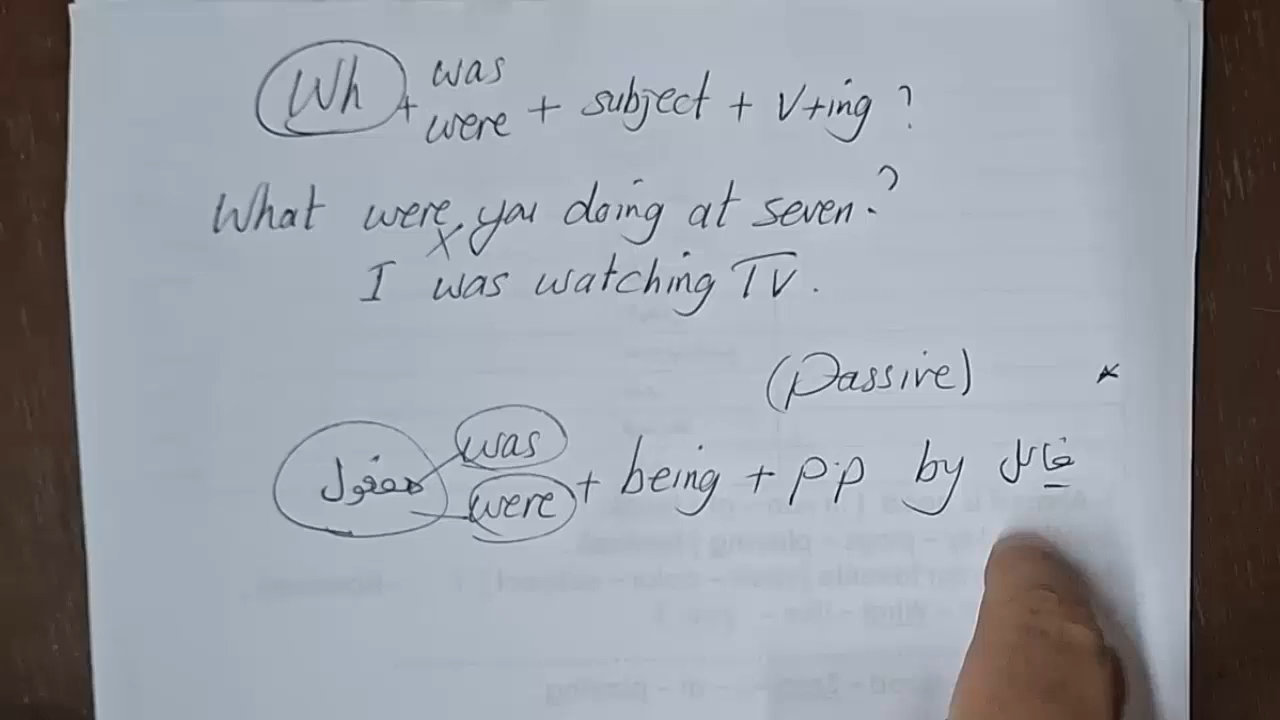 Wh + was were + subject + V+ing ?
What were you doing at seven ?
x
I was watching TV .
(Passive) *
مفعول was were + being + p.p by فاعل